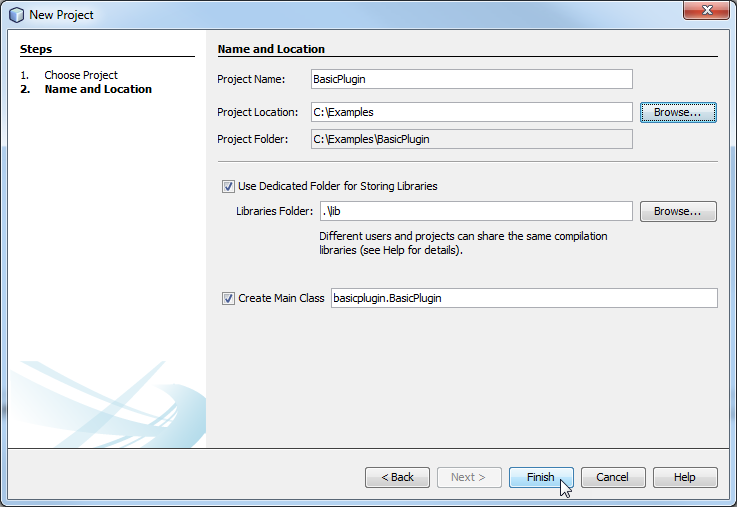 New Project
Steps
1. Choose Project
2. Name and Location
Name and Location
Project Name: BasicPlugin
Project Location: C:\Examples Browse...
Project Folder: C:\Examples\BasicPlugin
Use Dedicated Folder for Storing Libraries
Libraries Folder: .\lib Browse...
Different users and projects can share the same compilation
libraries (see Help for details).
Create Main Class basicplugin.BasicPlugin
< Back Next > Finish Cancel Help